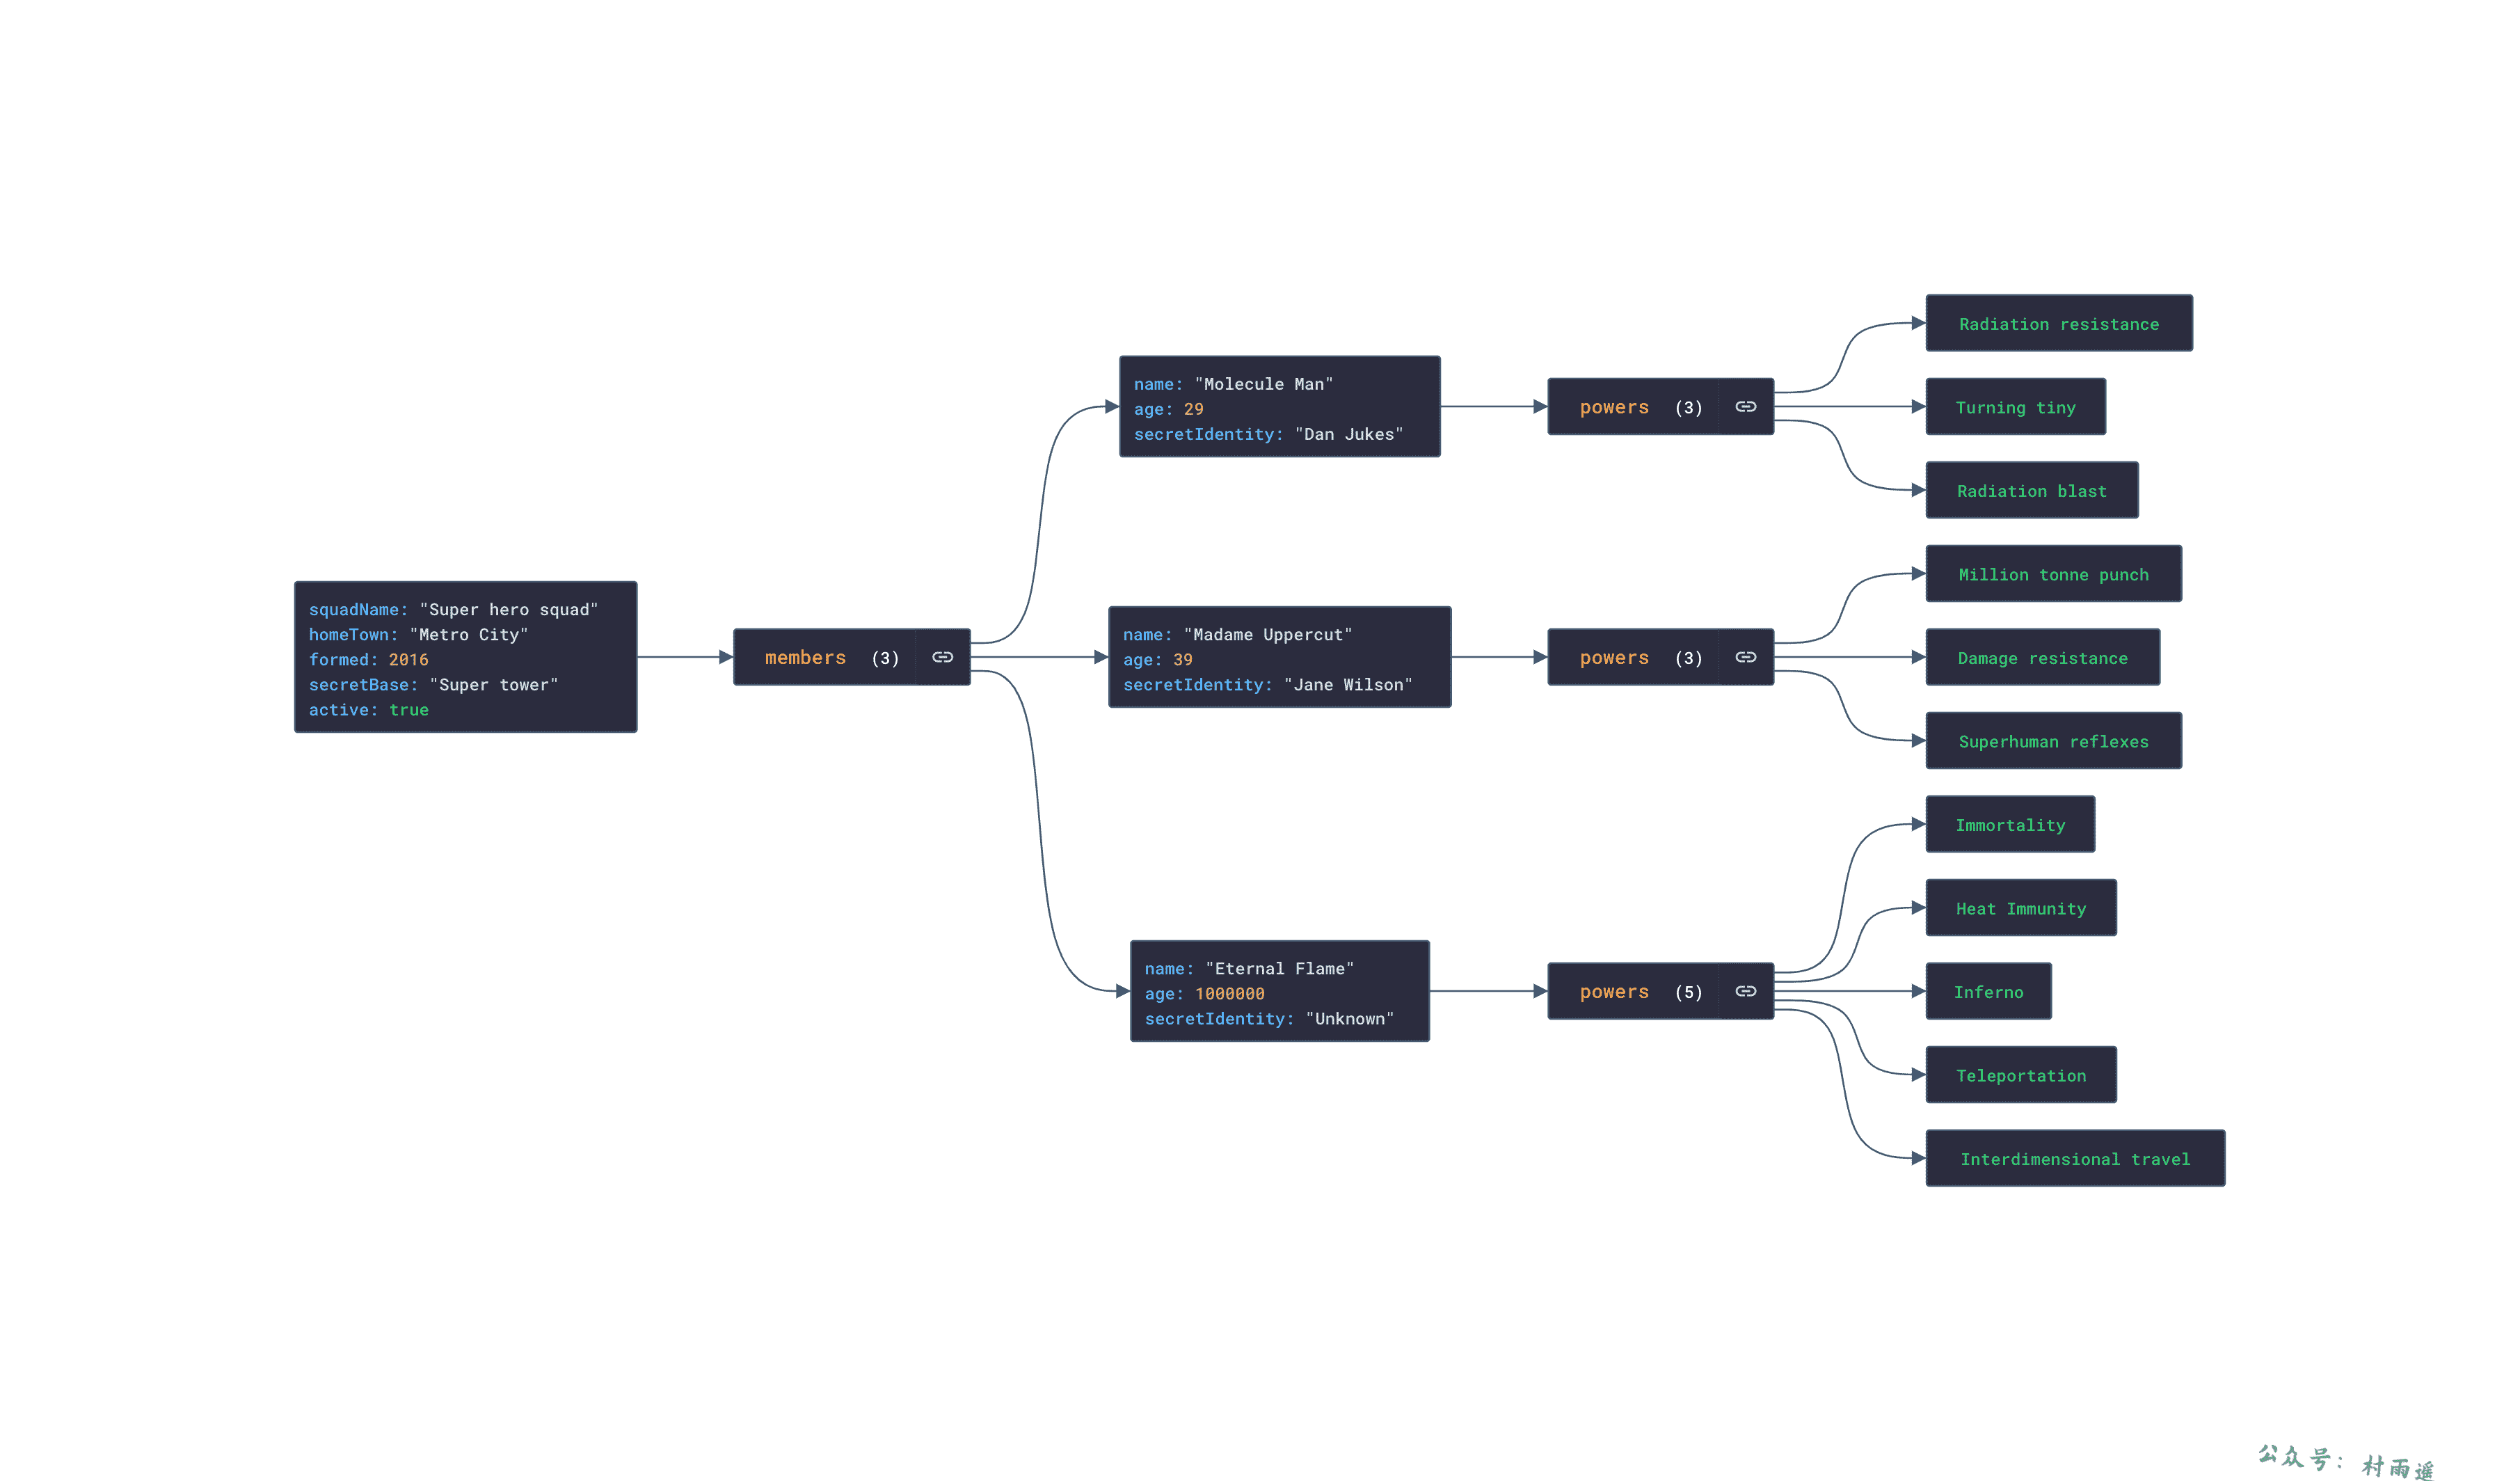 squadName: "Super hero squad"
homeTown: "Metro City"
formed: 2016
secretBase: "Super tower"
active: true
members (3)
name: "Molecule Man"
age: 29
secretIdentity: "Dan Jukes"
powers (3)
Radiation resistance
Turning tiny
Radiation blast
name: "Madame Uppercut"
age: 39
secretIdentity: "Jane Wilson"
powers (3)
Million tonne punch
Damage resistance
Superhuman reflexes
name: "Eternal Flame"
age: 1000000
secretIdentity: "Unknown"
powers (5)
Immortality
Heat Immunity
Inferno
Teleportation
Interdimensional travel
公众号：村雨遥